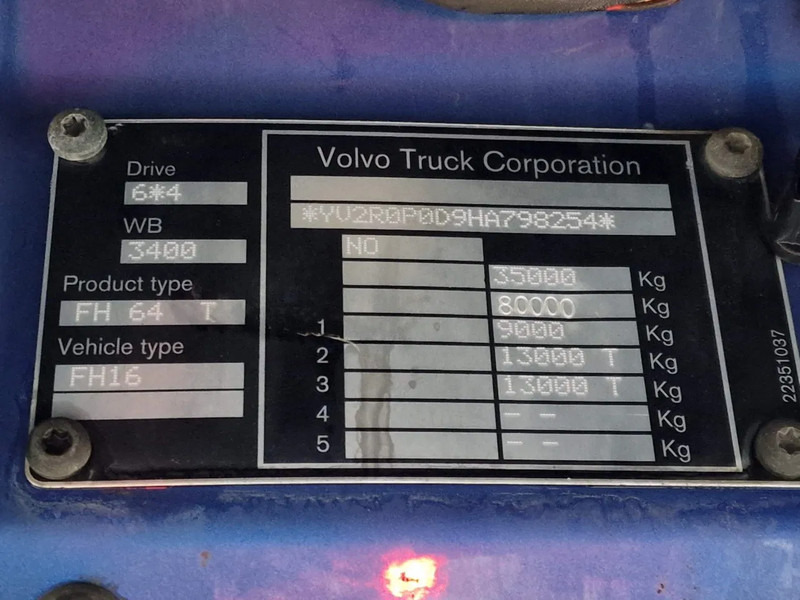 Volvo Truck Corporation
Drive
6*4
*YV2R0P0D9HA798254*
WB
3400
NO
35000 Kg
Product type
FH 64 T
80000 Kg
1 9000 Kg
Vehicle type
2 13000 T Kg
FH16
3 13000 T Kg
4 - - Kg
5 - - Kg
22351037